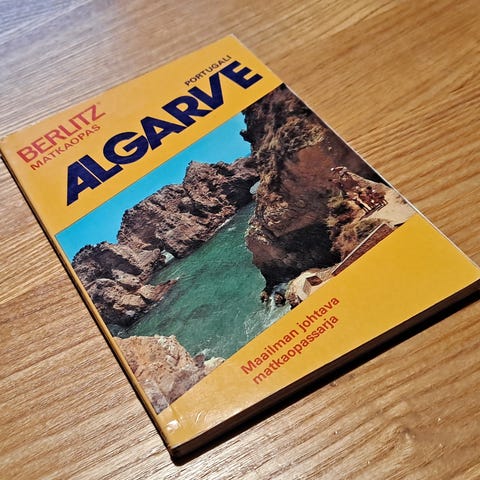 BERLITZ®
MATKAOPAS
PORTUGALI
ALGARVE
Maailman johtava
matkaopassarja